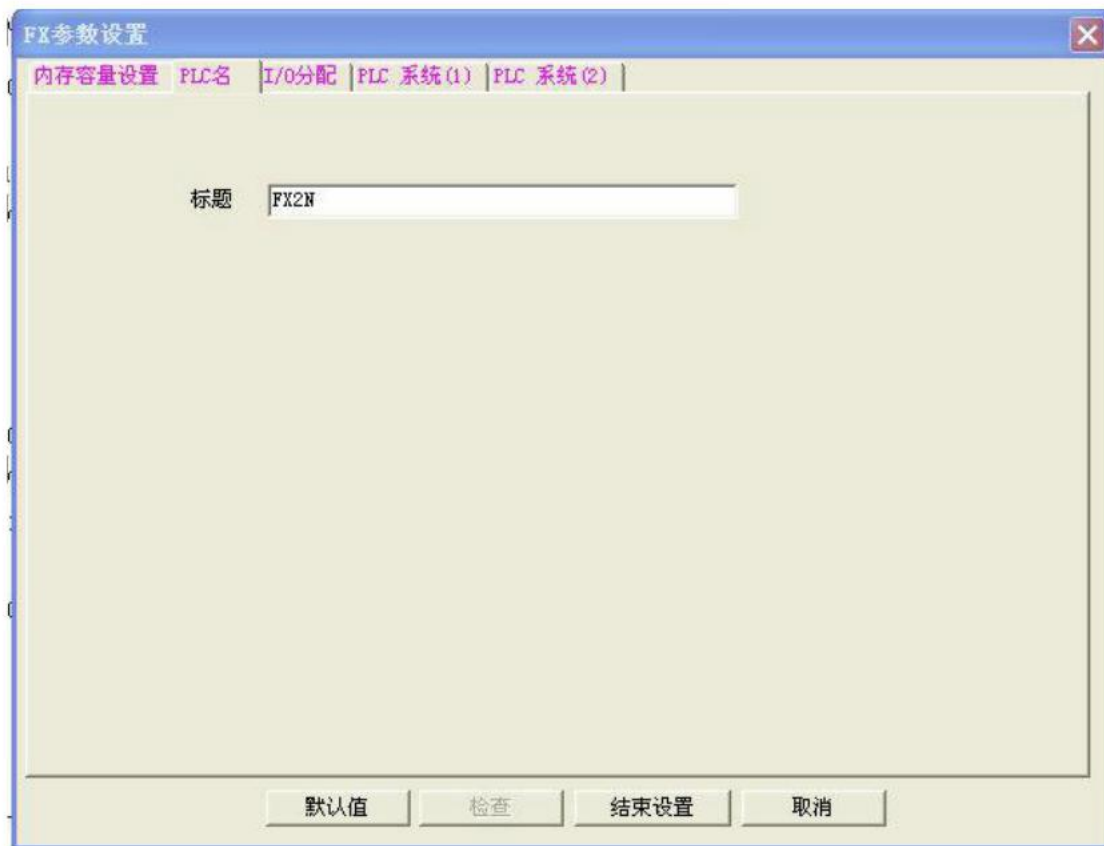 FX参数设置
内存容量设置 PLC名 I/O分配 PLC 系统(1) PLC 系统(2)
标题 FX2N
默认值 检查 结束设置 取消